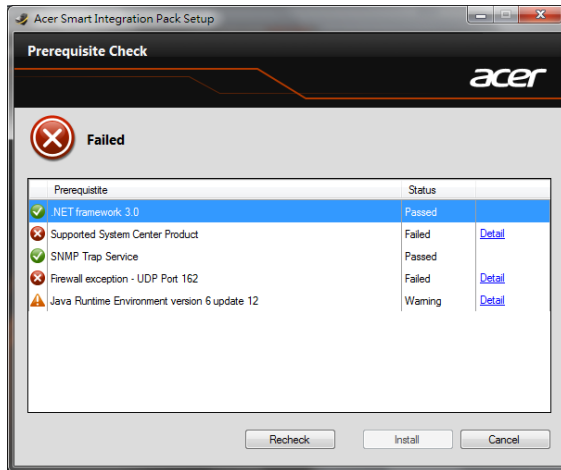 Acer Smart Integration Pack Setup
Prerequisite Check
acer
Failed
Prerequistite Status
.NET framework 3.0 Passed
Supported System Center Product Failed Detail
SNMP Trap Service Passed
Firewall exception - UDP Port 162 Failed Detail
Java Runtime Environment version 6 update 12 Warning Detail
Recheck Install Cancel